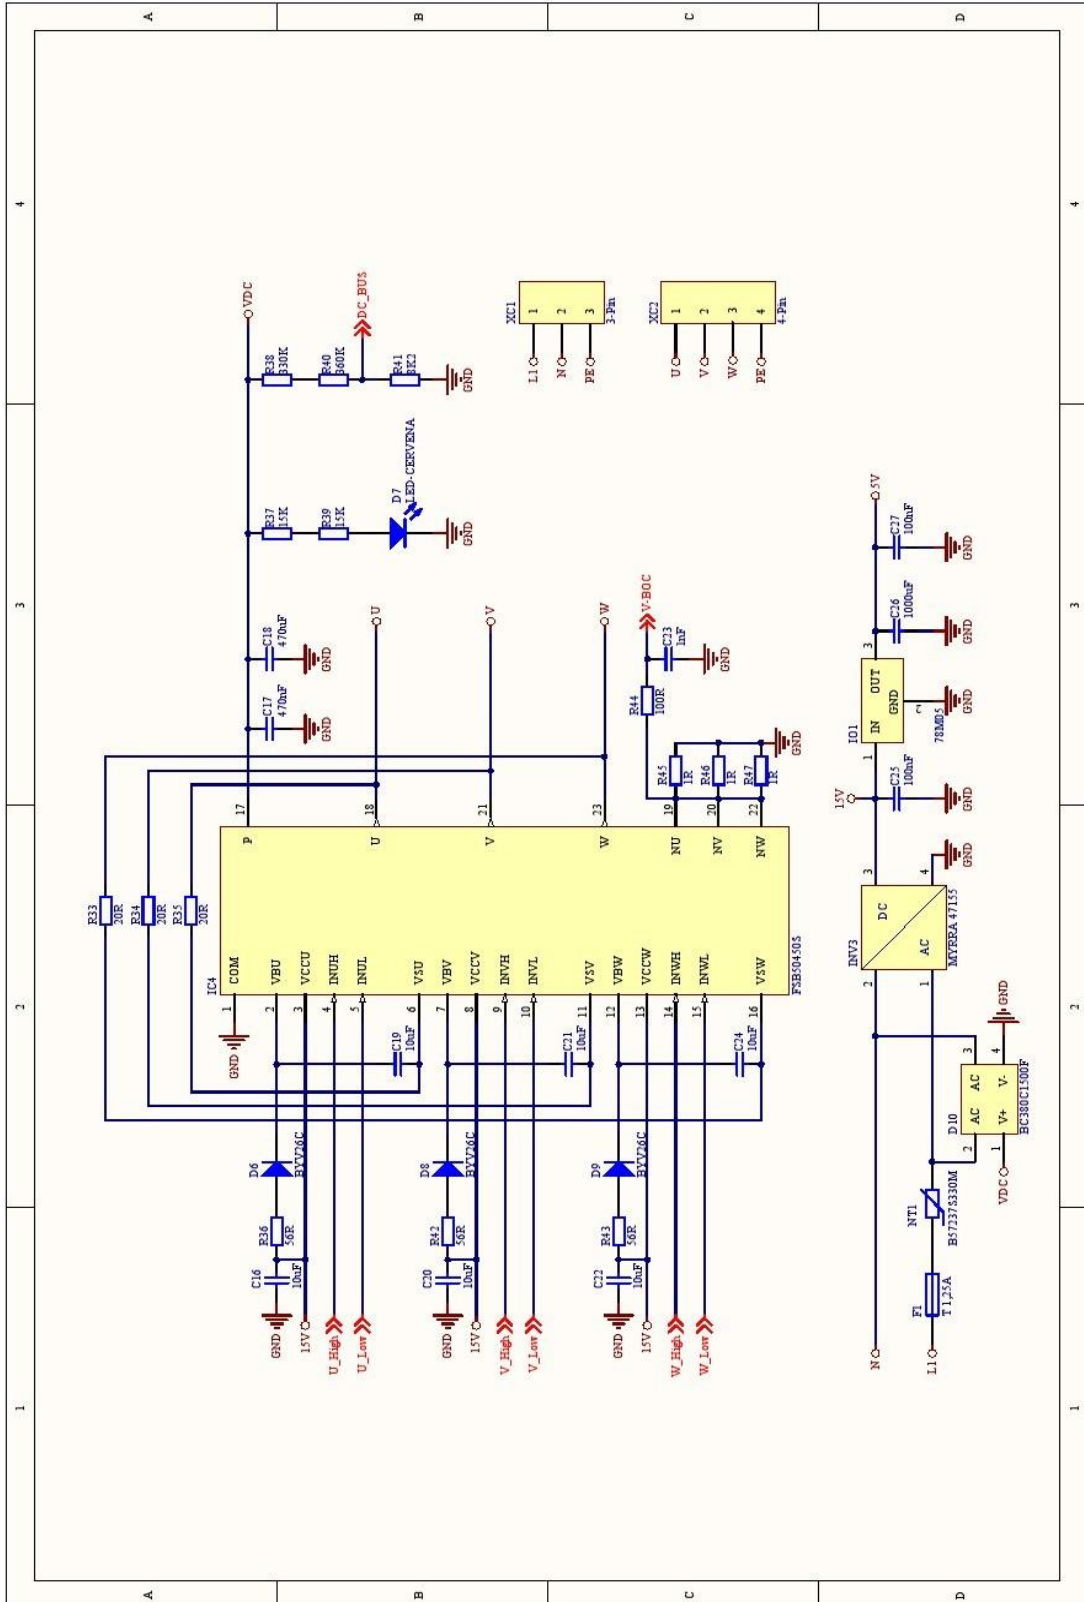 A
B
C
D
4
3
2
1
VDC
R38
330K
R40
360K
DC_BUS
R41
8K2
GND
R37
15K
R39
15K
D7
LED-CERVENA
GND
C18
470uF
GND
C17
470nF
GND
U
V
W
XC1
L1
N
PE
1
2
3
3-Pin
XC2
U
V
W
PE
1
2
3
4
4-Pin
V-BOC
C23
1nF
GND
R44
100R
R45
1R
R46
1R
R47
1R
GND
R33
20R
R34
20R
R35
20R
IC4
FSB50450S
P
17
U
18
V
21
W
23
NU
19
NV
20
NW
22
COM
1
VBU
2
VCCU
3
INUH
4
INUL
5
VSU
6
VBV
7
VCCV
8
INVH
9
INVL
10
VSV
11
VBW
12
VCCW
13
INWH
14
INWL
15
VSW
16
GND
C19
10uF
C21
10uF
C24
10uF
D6
BYV26C
R36
56R
C16
10uF
GND
15V
U_High
U_Low
D8
BYV26C
R42
56R
C20
10uF
GND
15V
V_High
V_Low
D9
BYV26C
R43
56R
C22
10uF
GND
15V
W_High
W_Low
5V
C27
100nF
GND
C26
1000uF
GND
IO1
IN
OUT
GND
1
3
78M05
GND
15V
C25
100nF
GND
INV3
DC
AC
3
4
2
1
MYRRA 47155
GND
D10
AC
AC
V+
V-
2
3
1
4
BC380C1500F
GND
VDC
NT1
B57237S330M
F1
T1,25A
N
L1
A
B
C
D
4
3
2
1